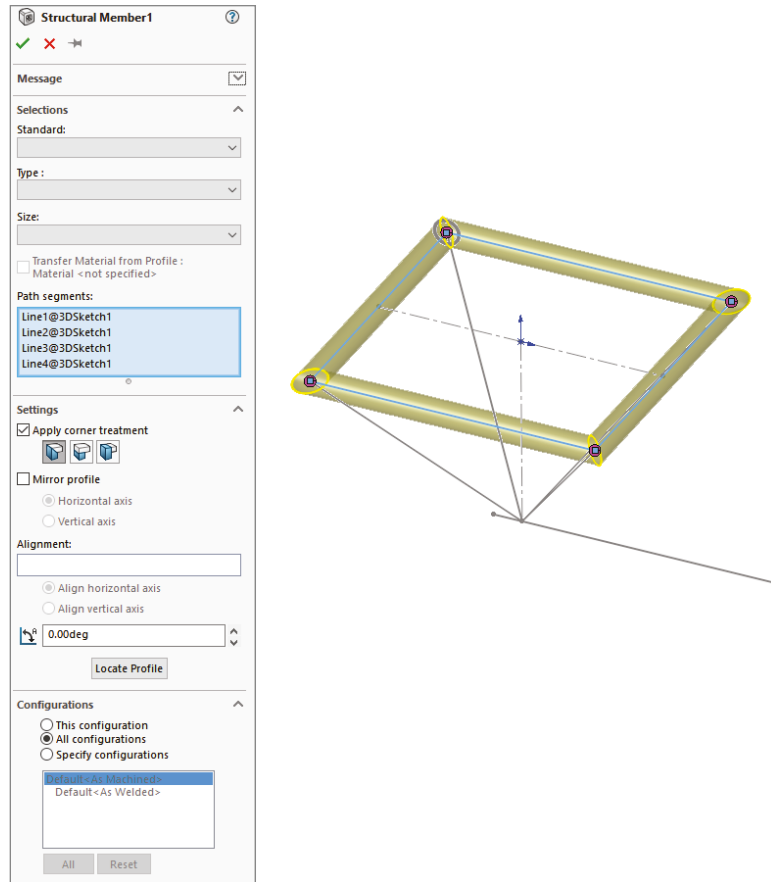 Structural Member1
Message
Selections
Standard:
Type :
Size:
Transfer Material from Profile :
Material <not specified>
Path segments:
Line1@3DSketch1
Line2@3DSketch1
Line3@3DSketch1
Line4@3DSketch1
Settings
Apply corner treatment
Mirror profile
Horizontal axis
Vertical axis
Alignment:
Align horizontal axis
Align vertical axis
0.00deg
Locate Profile
Configurations
This configuration
All configurations
Specify configurations
Default<As Machined>
Default<As Welded>
All Reset